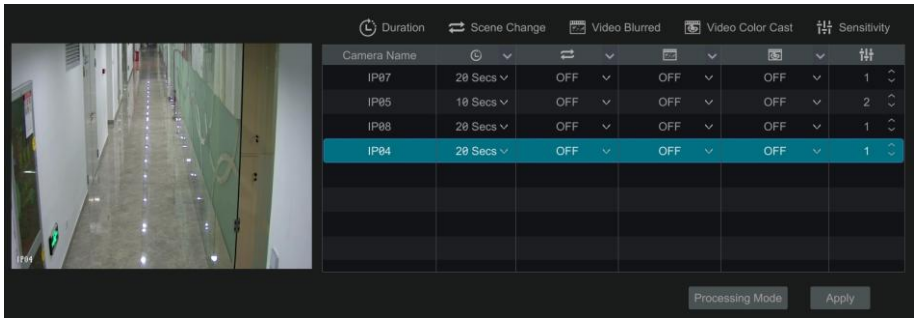 Duration Scene Change Video Blurred Video Color Cast Sensitivity
Camera Name
IP07 20 Secs OFF OFF OFF 1
IP05 10 Secs OFF OFF OFF 2
IP08 20 Secs OFF OFF OFF 1
IP04 20 Secs OFF OFF OFF 1
IP04
Processing Mode Apply